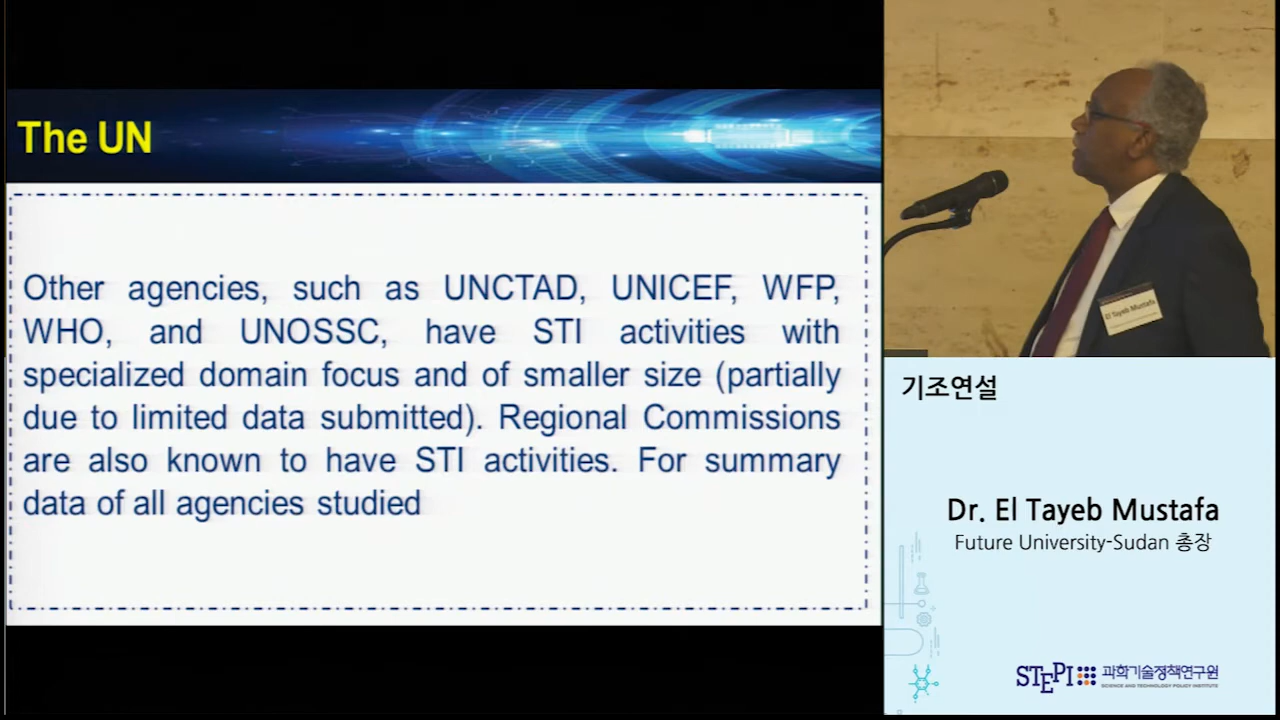 The UN
Other agencies, such as UNCTAD, UNICEF, WFP,
WHO, and UNOSSC, have STI activities with
specialized domain focus and of smaller size (partially
due to limited data submitted). Regional Commissions
are also known to have STI activities. For summary
data of all agencies studied
El Tayeb Mustafa
기조연설
Dr. El Tayeb Mustafa
Future University-Sudan 총장
STEPI 과학기술정책연구원
SCIENCE AND TECHNOLOGY POLICY INSTITUTE